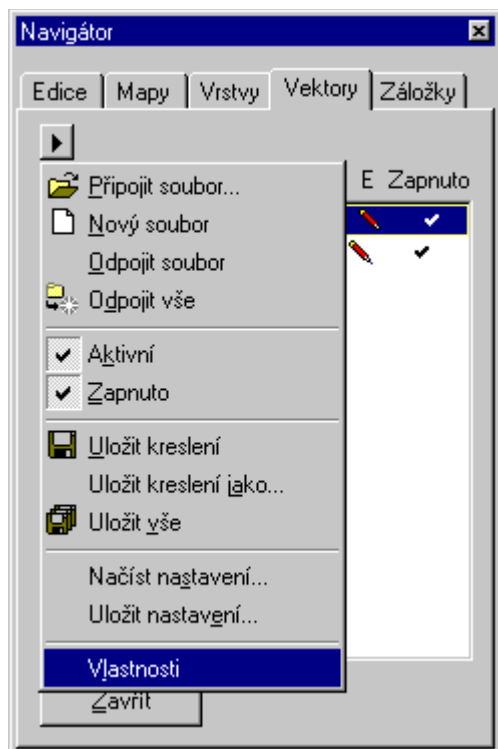 Navigátor
Edice Mapy Vrstvy Vektory Záložky
E Zapnuto
Připojit soubor...
Nový soubor
Odpojit soubor
Odpojit vše
Aktivní
Zapnuto
Uložit kreslení
Uložit kreslení jako...
Uložit vše
Načíst nastavení...
Uložit nastavení...
Vlastnosti
Zavřít